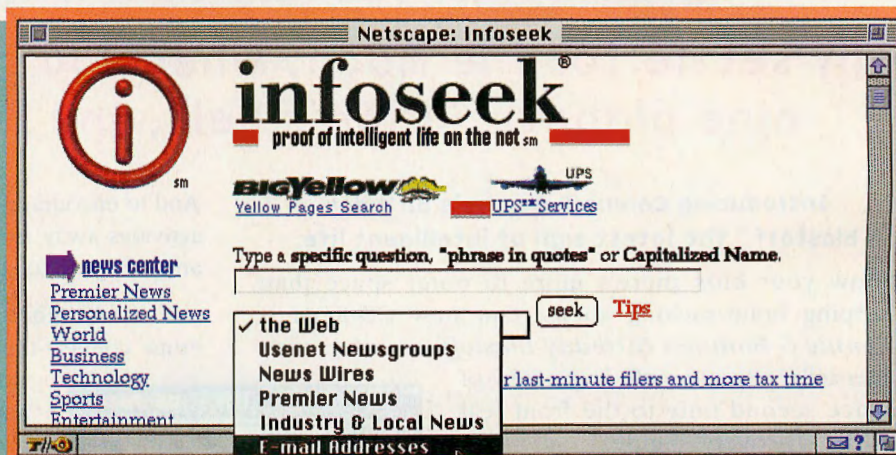 Netscape: Infoseek
infoseek®
proof of intelligent life on the net sm
sm
BIGYellow
Yellow Pages Search
UPS
UPS** Services
Type a specific question, "phrase in quotes" or Capitalized Name.
news center
Premier News
Personalized News
World
Business
Technology
Sports
Entertainment
seek
Tips
✓ the Web
Usenet Newsgroups
News Wires
Premier News
Industry & Local News
E-mail Addresses
r last-minute filers and more tax time
?